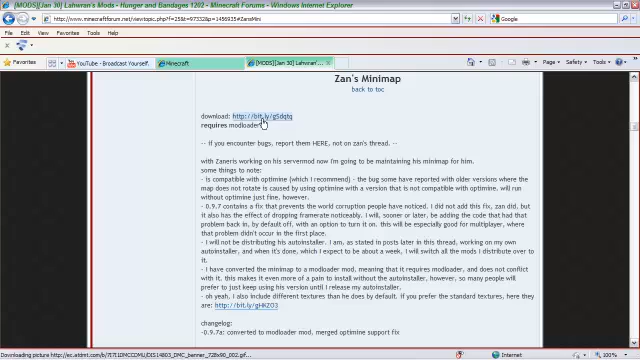 [MODS][Jan 30] Lahwran's Mods - Hunger and Bandages 1202 - Minecraft Forums - Windows Internet Explorer
http://www.minecraftforum.net/viewtopic.php?f=25&t=97332&p=1456935#ZansMini
Google
File Edit View Favorites Tools Help
Favorites YouTube - Broadcast Yourself. Minecraft [MODS][Jan 30] Lahwran's ...
Page Safety Tools
Zan's Minimap
back to toc
download: http://bit.ly/gSdqtq
requires modloader
-- if you encounter bugs, report them HERE, not on zan's thread. --
with Zaneris working on his servermod now I'm going to be maintaining his minimap for him.
some things to note:
- is compatible with optimine (which I recommend) - the bug some have reported with older versions where the
map does not rotate is caused by using optimine with a version that is not compatible with optimine, will run
without optimine just fine, however.
- 0.9.7 contains a fix that prevents the world corruption people have noticed. I did not add this fix, zan did. but
it also has the effect of dropping framerate noticeably. I will, sooner or later, be adding the code that had that
problem back in, by default off, with an option to turn it on. this will be especially good for multiplayer, where
that problem didn't occur in the first place.
- I will not be distributing his autoinstaller. I am, as stated in posts later in this thread, working on my own
autoinstaller, and when it's done, which I expect to be about a week, I will switch all the mods I distribute over to
it.
- I have converted the minimap to a modloader mod, meaning that it requires modloader, and does not conflict
with it. this makes it even more of a pain to install without the autoinstaller, however, so many people will
prefer to just keep using his version until I release my autoinstaller.
- oh yeah, I also include different textures than he does by default. if you prefer the standard textures, here they
are: http://bit.ly/gHKZO3
changelog:
-0.9.7a: converted to modloader mod, merged optimine support fix
Internet 100%